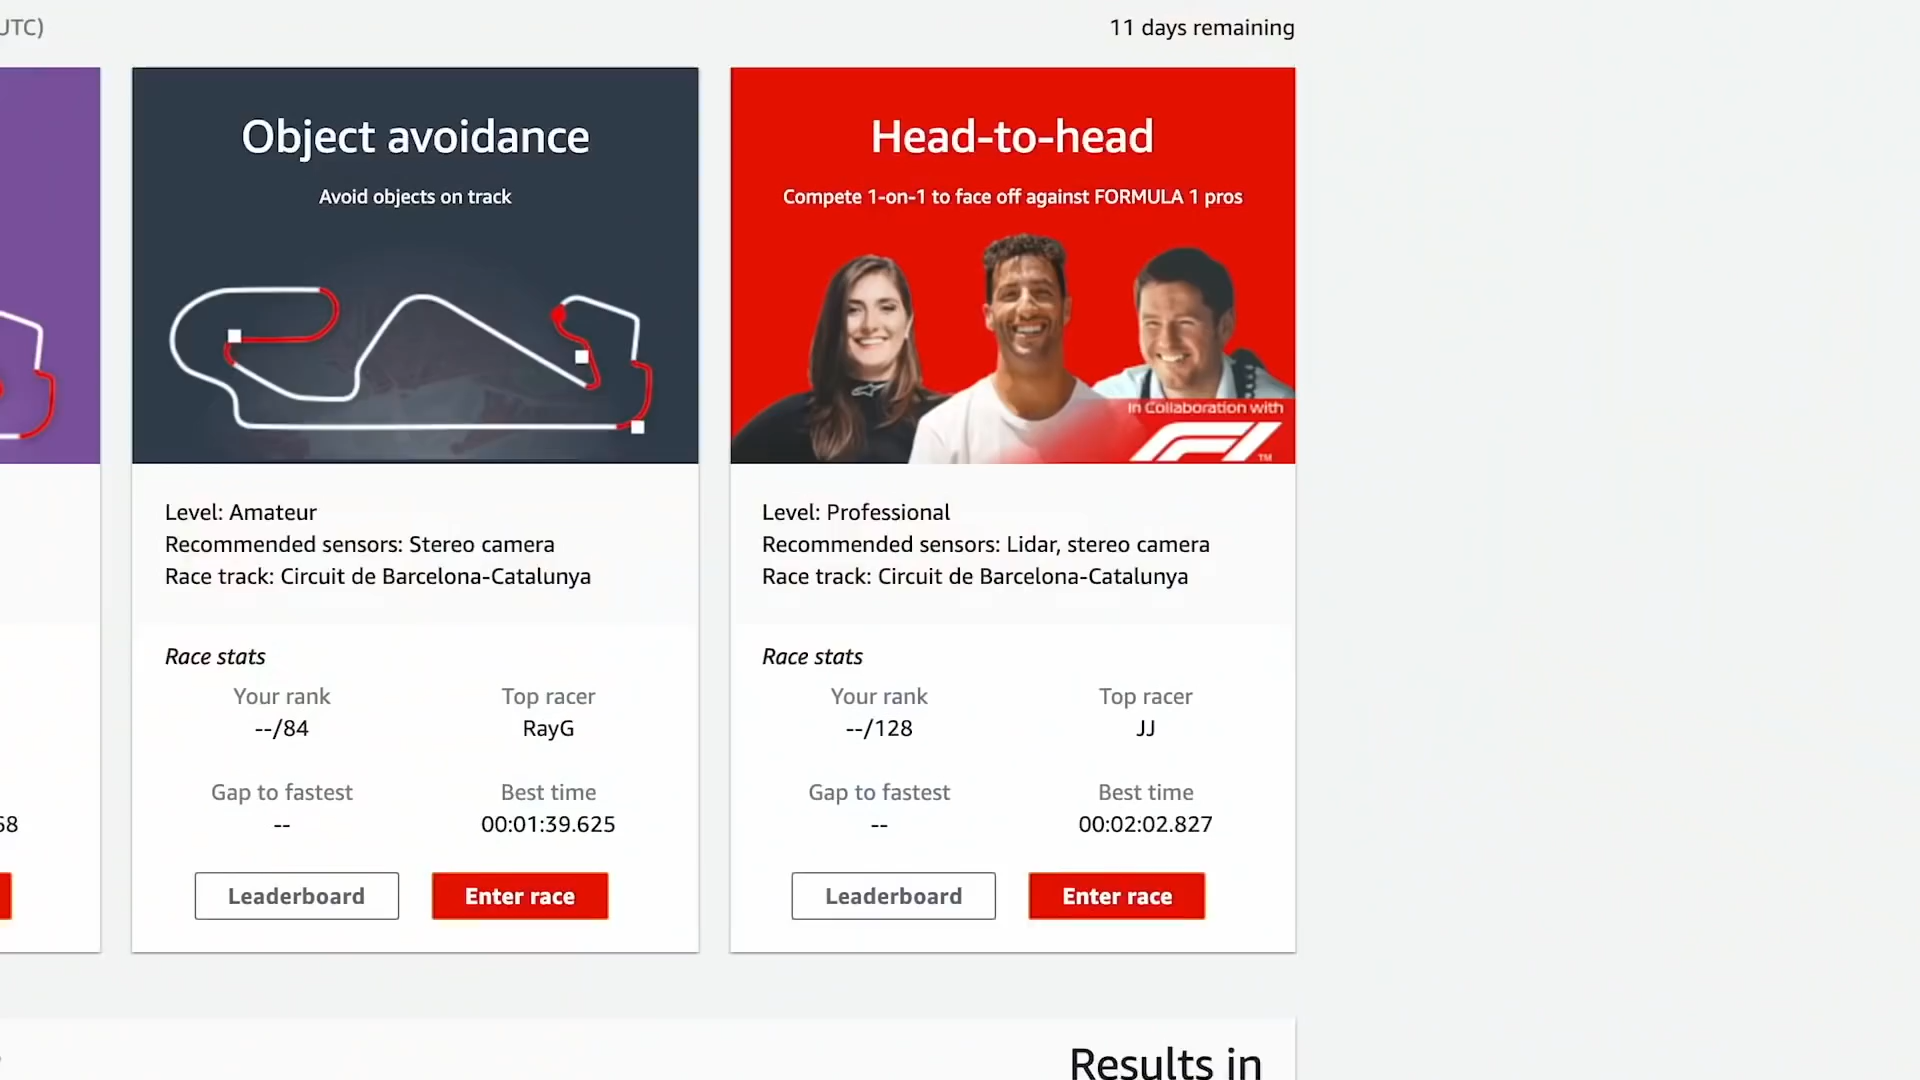 UTC)
11 days remaining
Object avoidance
Avoid objects on track
Level: Amateur
Recommended sensors: Stereo camera
Race track: Circuit de Barcelona-Catalunya
Race stats
Your rank
--/84
Top racer
RayG
Gap to fastest
--
Best time
00:01:39.625
Leaderboard
Enter race
Head-to-head
Compete 1-on-1 to face off against FORMULA 1 pros
In Collaboration with
F1
TM
Level: Professional
Recommended sensors: Lidar, stereo camera
Race track: Circuit de Barcelona-Catalunya
Race stats
Your rank
--/128
Top racer
JJ
Gap to fastest
--
Best time
00:02:02.827
Leaderboard
Enter race
68
Results in